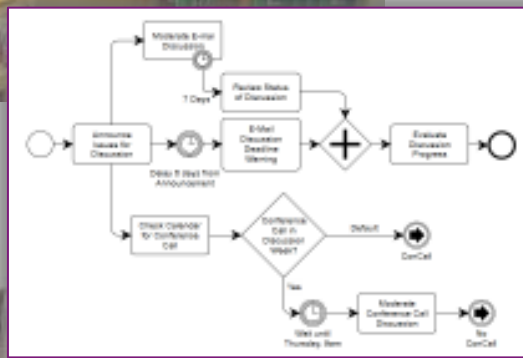 Moderate E-mail
Discussion
7 Days
Review Status
of Discussion
Announce
Issues for
Discussion
Delay 6 days from
Announcement
E-Mail
Discussion
Deadline
Warning
Evaluate
Discussion
Progress
Check Calendar
for Conference
Call
Conference
Call in
Discussion
Week?
Default
ConCall
Yes
Wait until
Thursday, 9am
Moderate
Conference Call
Discussion
No
ConCall